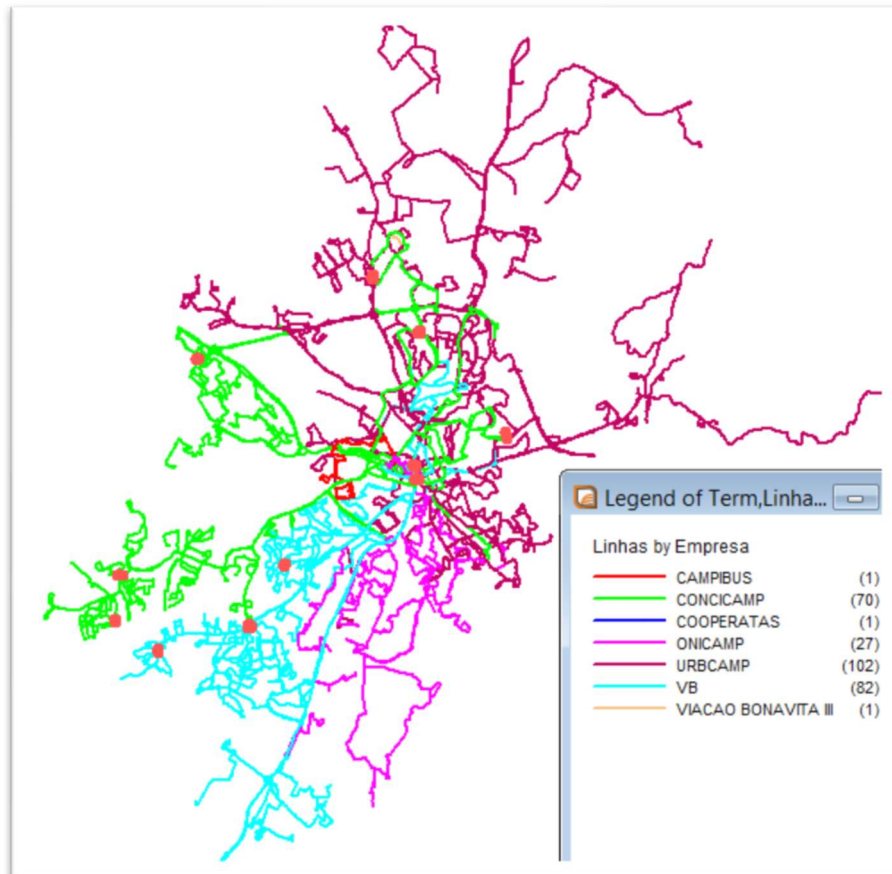 Legend of Term,Linha...
Linhas by Empresa
CAMPIBUS (1)
CONCICAMP (70)
COOPERATAS (1)
ONICAMP (27)
URBCAMP (102)
VB (82)
VIACAO BONAVITA III (1)